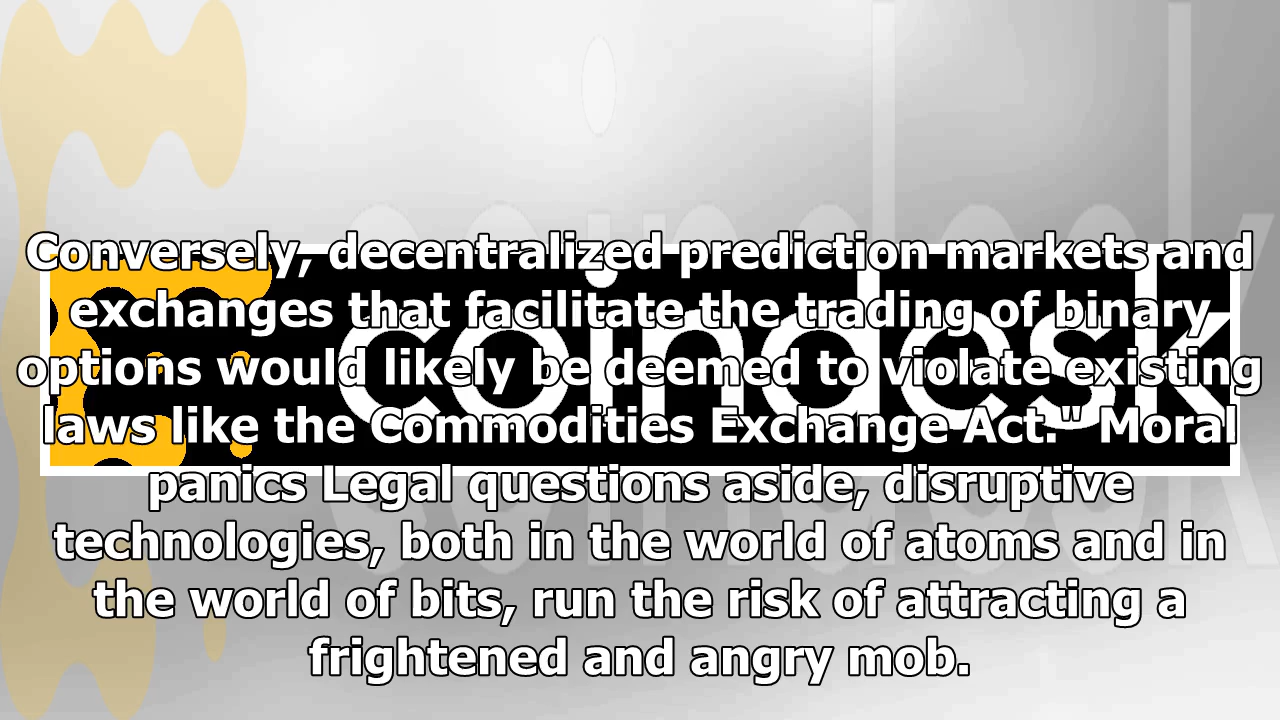 Conversely, decentralized prediction markets and
exchanges that facilitate the trading of binary
options would likely be deemed to violate existing
laws like the Commodities Exchange Act." Moral
panics Legal questions aside, disruptive
technologies, both in the world of atoms and in
the world of bits, run the risk of attracting a
frightened and angry mob.
coindesk